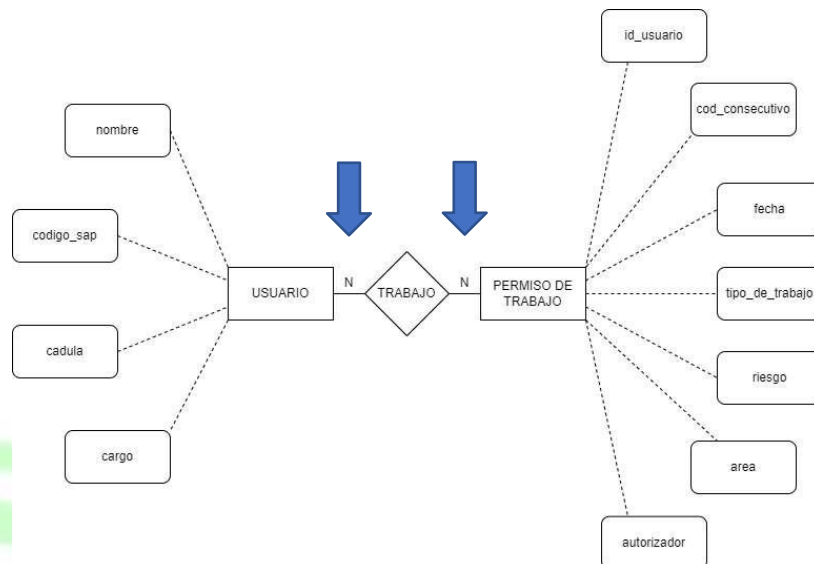 id_usuario
cod_consecutivo
nombre
fecha
codigo_sap
USUARIO
N
TRABAJO
N
PERMISO DE
TRABAJO
tipo_de_trabajo
cadula
riesgo
cargo
area
autorizador